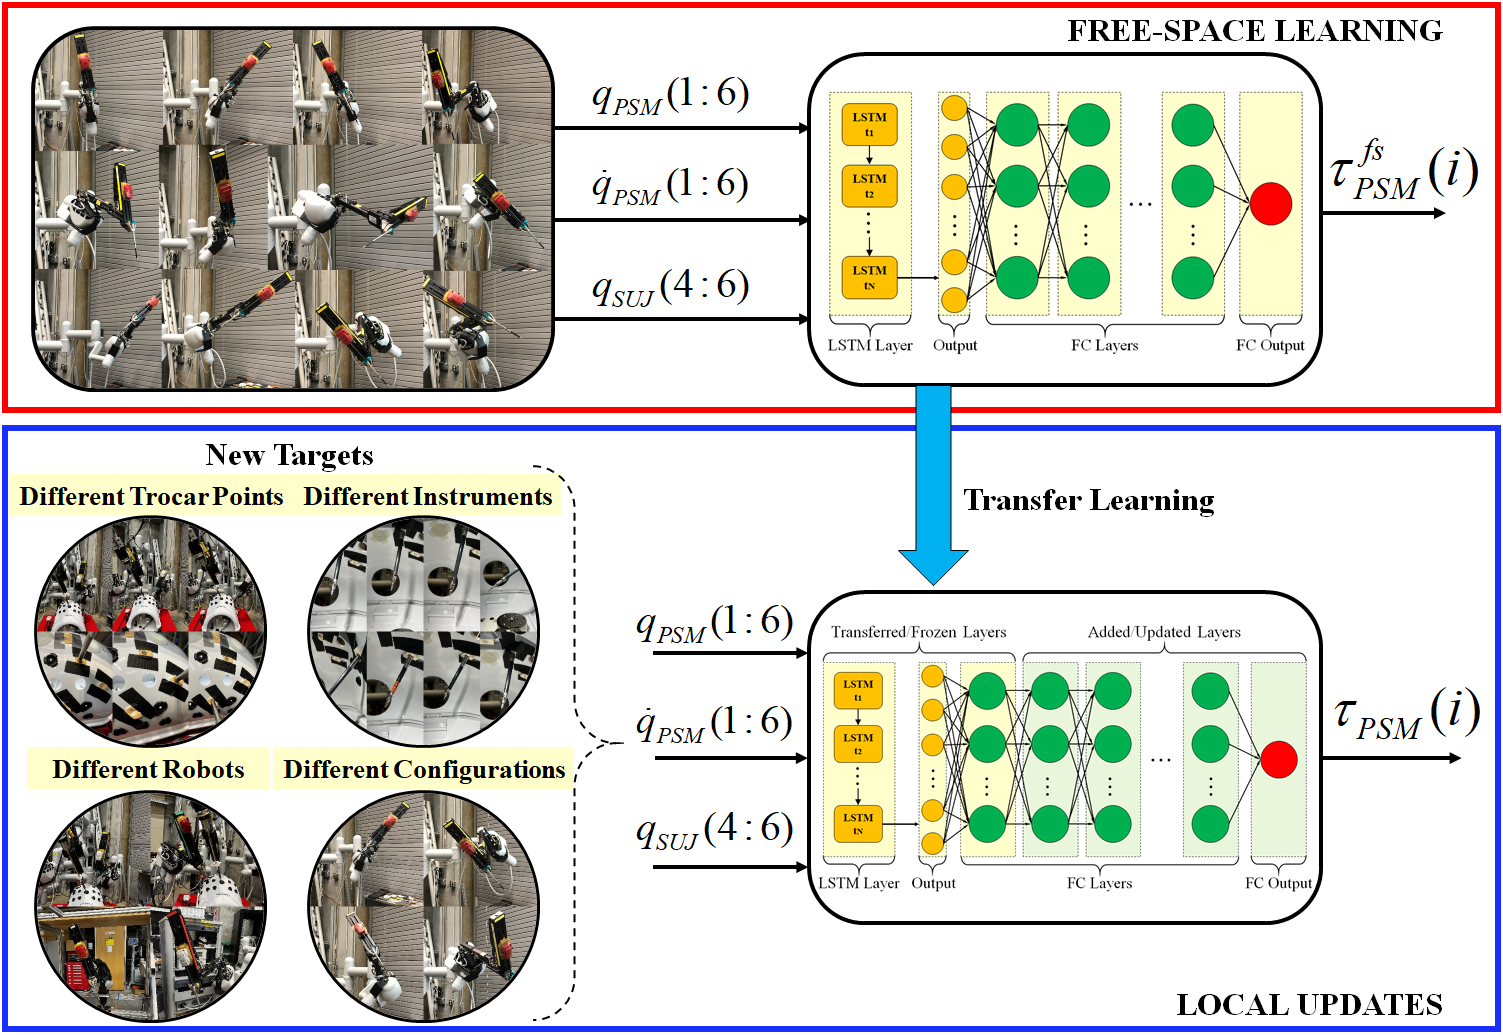 FREE-SPACE LEARNING
q_PSM(1:6)
q̇_PSM(1:6)
q_SUJ(4:6)
LSTM
t1
LSTM
t2
LSTM
tN
LSTM Layer
Output
FC Layers
FC Output
τ^fs_PSM(i)
New Targets
Different Trocar Points
Different Instruments
Different Robots
Different Configurations
Transfer Learning
q_PSM(1:6)
q̇_PSM(1:6)
q_SUJ(4:6)
Transferred/Frozen Layers
Added/Updated Layers
LSTM
t1
LSTM
t2
LSTM
tN
LSTM Layer
Output
FC Layers
FC Output
τ_PSM(i)
LOCAL UPDATES